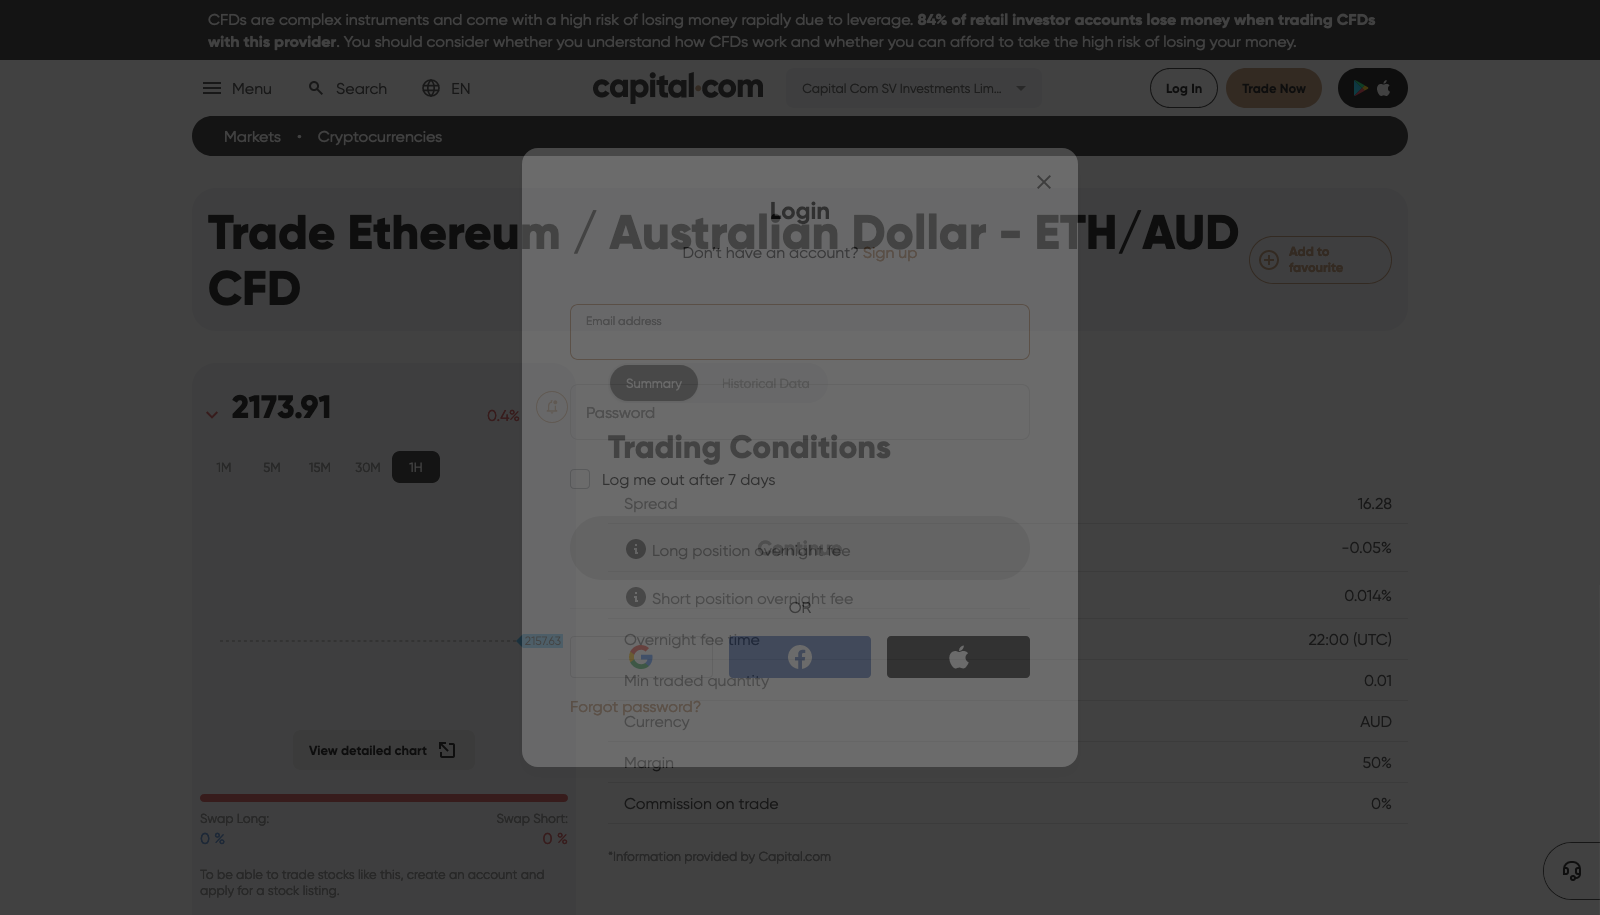 CFDs are complex instruments and come with a high risk of losing money rapidly due to leverage. 84% of retail investor accounts lose money when trading CFDs
with this provider. You should consider whether you understand how CFDs work and whether you can afford to take the high risk of losing your money.
Menu Search EN capital.com Capital Com SV Investments Lim... Log In Trade Now
Markets • Cryptocurrencies
Trade Ethereum / Australian Dollar - ETH/AUD
CFD
Add to
favourite
Login
Don't have an account? Sign up
Email address
Password
Log me out after 7 days
Continue
OR
Forgot password?
2173.91 0.4%
1M 5M 15M 30M 1H
2157.63
View detailed chart
Swap Long: Swap Short:
0 % 0 %
To be able to trade stocks like this, create an account and
apply for a stock listing.
Summary Historical Data
Trading Conditions
Spread 16.28
Long position overnight fee -0.05%
Short position overnight fee 0.014%
Overnight fee time 22:00 (UTC)
Min traded quantity 0.01
Currency AUD
Margin 50%
Commission on trade 0%
*Information provided by Capital.com